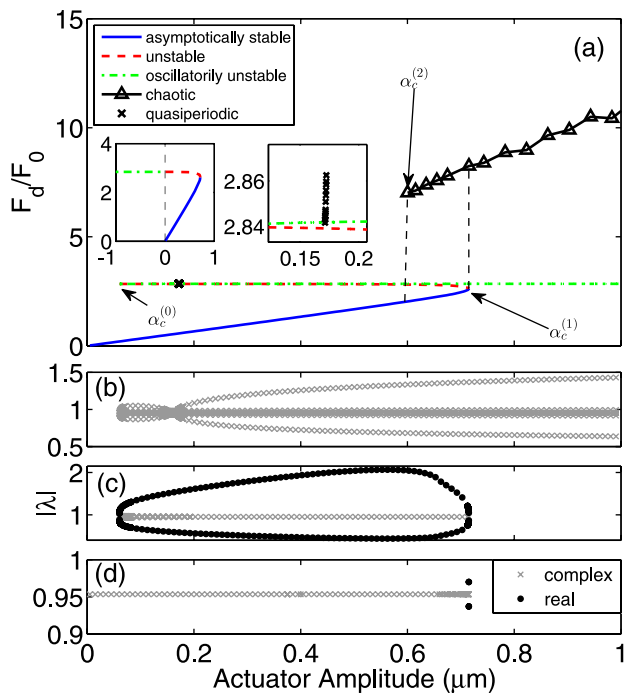 asymptotically stable
unstable
oscillatorily unstable
chaotic
quasiperiodic
(a)
α_c^(2)
F_d/F_0
15
10
5
0
4
2
0
-1 0 1
2.86
2.84
0.15 0.2
α_c^(0)
α_c^(1)
(b)
1.5
1
0.5
(c)
2
1
|λ|
(d)
1
0.95
0.9
complex
real
0 0.2 0.4 0.6 0.8 1
Actuator Amplitude (μm)